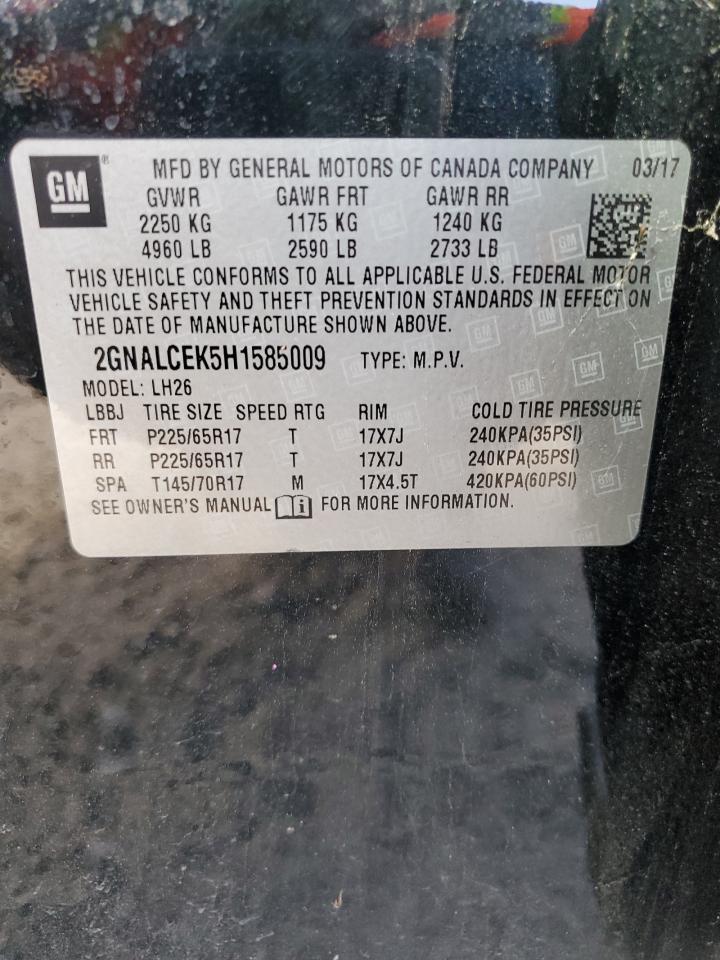 GM ® MFD BY GENERAL MOTORS OF CANADA COMPANY 03/17
GVWR GAWR FRT GAWR RR
2250 KG 1175 KG 1240 KG
4960 LB 2590 LB 2733 LB
THIS VEHICLE CONFORMS TO ALL APPLICABLE U.S. FEDERAL MOTOR
VEHICLE SAFETY AND THEFT PREVENTION STANDARDS IN EFFECT ON
THE DATE OF MANUFACTURE SHOWN ABOVE.
2GNALCEK5H1585009 TYPE: M.P.V.
MODEL: LH26
LBBJ TIRE SIZE SPEED RTG RIM COLD TIRE PRESSURE
FRT P225/65R17 T 17X7J 240KPA(35PSI)
RR P225/65R17 T 17X7J 240KPA(35PSI)
SPA T145/70R17 M 17X4.5T 420KPA(60PSI)
SEE OWNER'S MANUAL i FOR MORE INFORMATION.